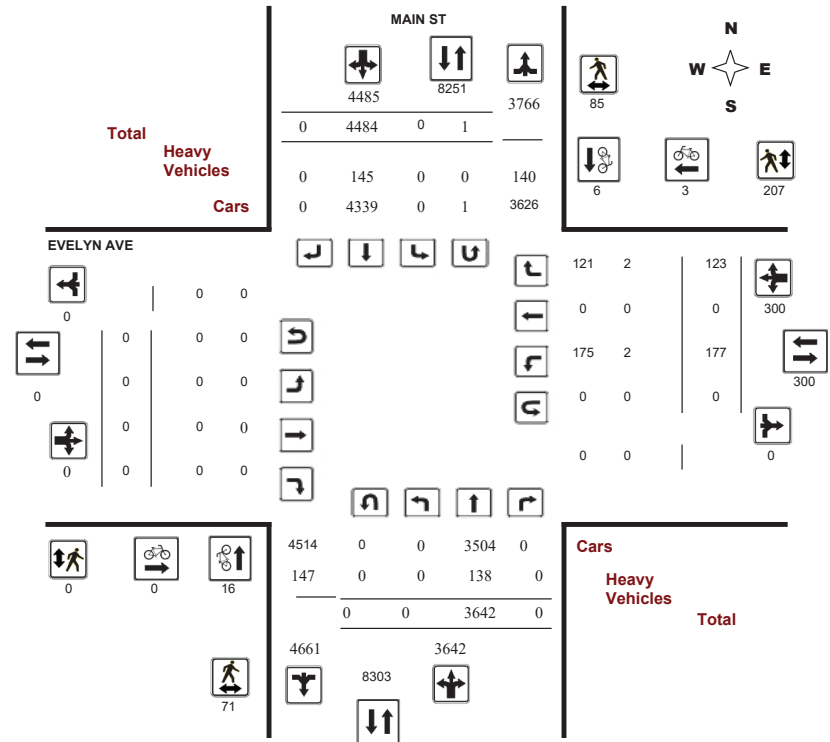 MAIN ST
N
W E
S
4485 8251 3766 85
0 4484 0 1
Total
Heavy
Vehicles
0 145 0 0 140
Cars 0 4339 0 1 3626
6 3 207
EVELYN AVE
0
0 0
0 0 0
0
0 0 0
0 0 0
0
0 0 0
121 2 123
300
0 0 0
175 2 177
300
0 0 0
0 0 0
4514 0 0 3504 0
147 0 0 138 0
0 0 3642 0
4661 3642
8303
Cars
Heavy
Vehicles
Total
0 0 16
71